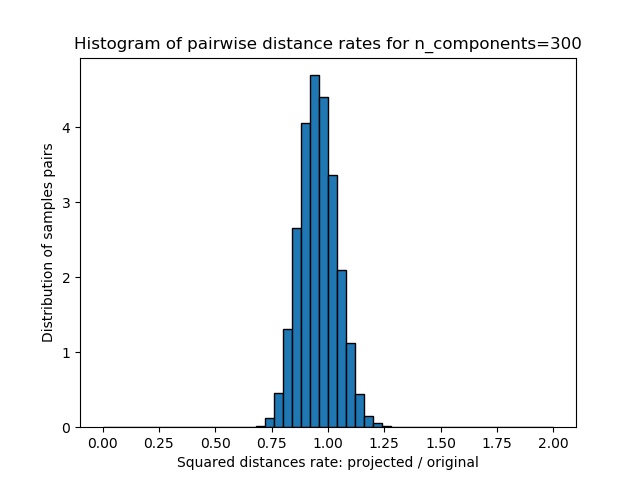 Histogram of pairwise distance rates for n_components=300
Distribution of samples pairs
4
3
2
1
0
0.00 0.25 0.50 0.75 1.00 1.25 1.50 1.75 2.00
Squared distances rate: projected / original